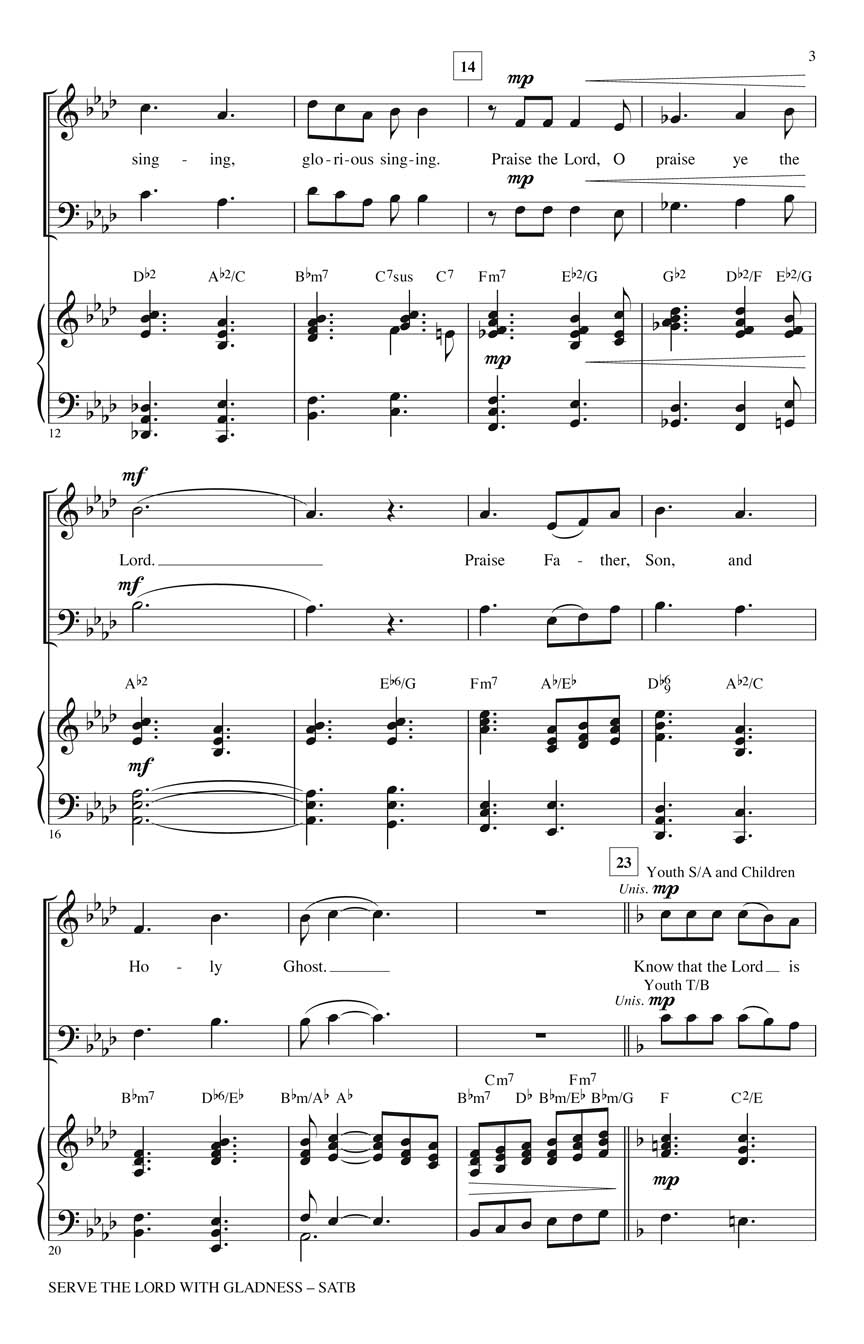 3
14
mp
sing - ing, glo - ri - ous sing - ing. Praise the Lord, O praise ye the
mp
D♭2 A♭2/C B♭m7 C7sus C7 Fm7 E♭2/G G♭2 D♭2/F E♭2/G
mp
12
mf
Lord. Praise Fa - ther, Son, and
mf
A♭2 E♭6/G Fm7 A♭/E♭ D♭6/9 A♭2/C
mf
16
23 Youth S/A and Children
Unis. mp
Ho - ly Ghost. Know that the Lord is
Youth T/B
Unis. mp
Cm7 Fm7
B♭m7 D♭6/E♭ B♭m/A♭ A♭ B♭m7 D♭ B♭m/E♭ B♭m/G F C2/E
mp
20
SERVE THE LORD WITH GLADNESS – SATB